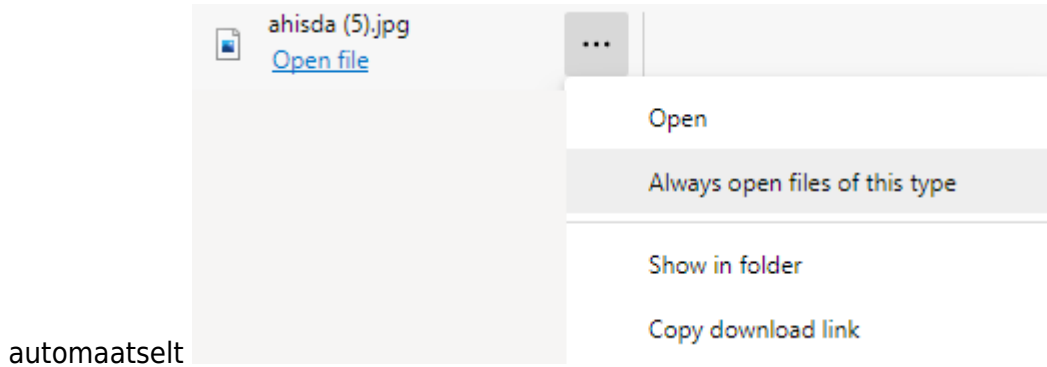 ahisda (5).jpg
Open file
...
Open
Always open files of this type
Show in folder
Copy download link
automaatselt